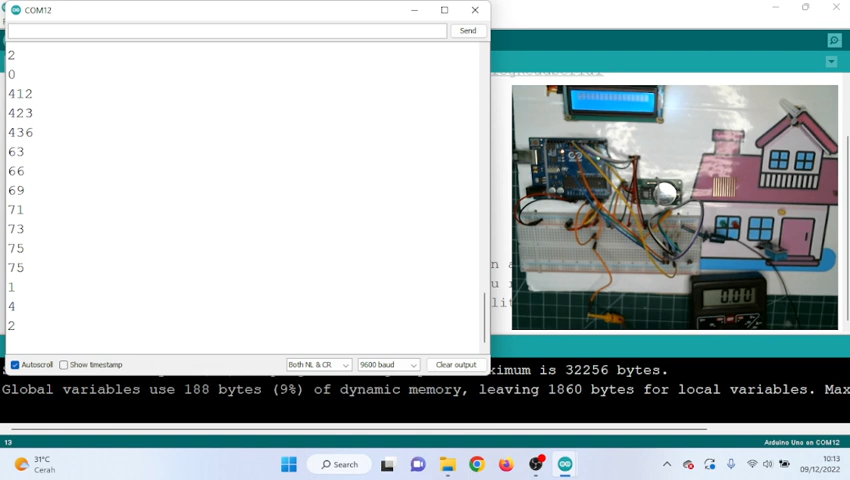 COM12
Send
2
0
412
423
436
63
66
69
71
73
75
75
1
4
2
Autoscroll
Show timestamp
Both NL & CR
9600 baud
Clear output
0.00
ximum is 32256 bytes.
Global variables use 188 bytes (9%) of dynamic memory, leaving 1860 bytes for local variables. Max
13
Arduino Uno on COM12
31°C
Cerah
Search
10:13
09/12/2022